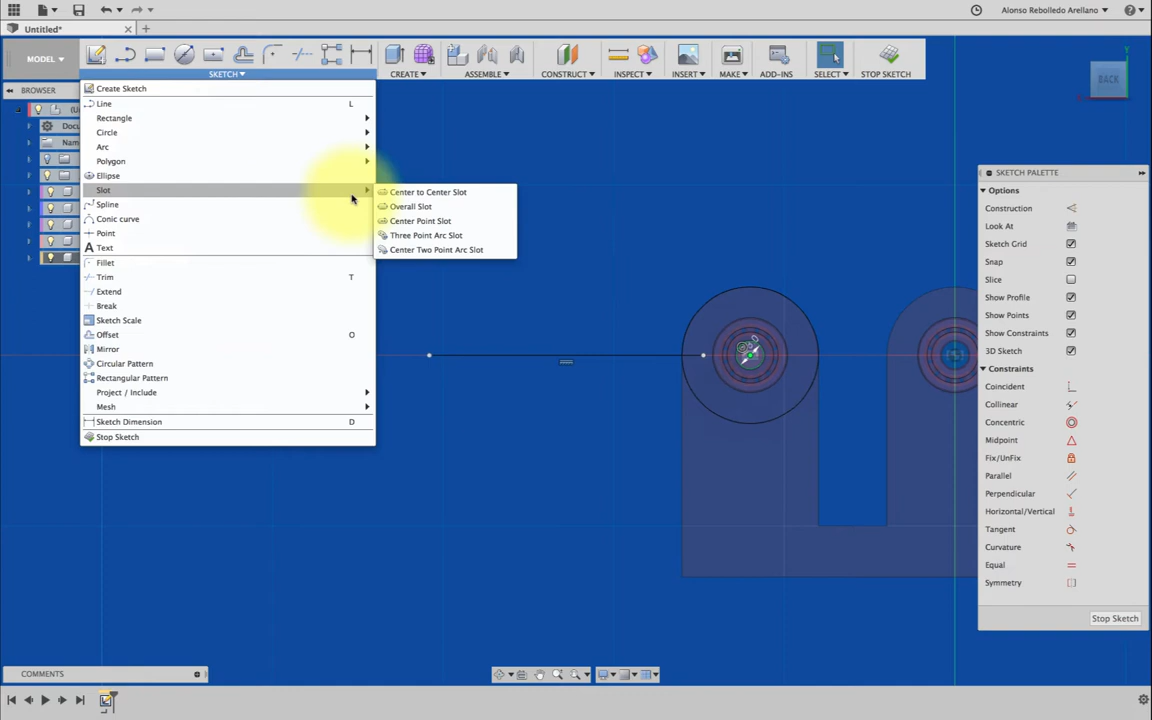 Alonso Rebolledo Arellano
Untitled*
MODEL
SKETCH
CREATE
ASSEMBLE
CONSTRUCT
INSPECT
INSERT
MAKE
ADD-INS
SELECT
STOP SKETCH
BROWSER
Create Sketch
Line L
Rectangle
Circle
Arc
Polygon
Ellipse
Slot
Spline
Conic curve
Point
Text
Fillet
Trim T
Extend
Break
Sketch Scale
Offset O
Mirror
Circular Pattern
Rectangular Pattern
Project / Include
Mesh
Sketch Dimension D
Stop Sketch
Center to Center Slot
Overall Slot
Center Point Slot
Three Point Arc Slot
Center Two Point Arc Slot
(U
Docu
Name
BACK
Y
SKETCH PALETTE
Options
Construction
Look At
Sketch Grid
Snap
Slice
Show Profile
Show Points
Show Constraints
3D Sketch
Constraints
Coincident
Collinear
Concentric
Midpoint
Fix/UnFix
Parallel
Perpendicular
Horizontal/Vertical
Tangent
Curvature
Equal
Symmetry
Stop Sketch
COMMENTS